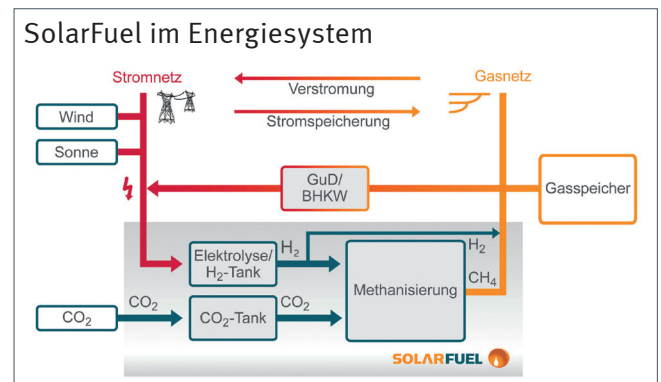 SolarFuel im Energiesystem
Stromnetz
Verstromung
Gasnetz
Stromspeicherung
Wind
Sonne
GuD/
BHKW
Gasspeicher
Elektrolyse/
H₂-Tank
H₂
H₂
Methanisierung
CH₄
CO₂
CO₂
CO₂-Tank
CO₂
SOLARFUEL